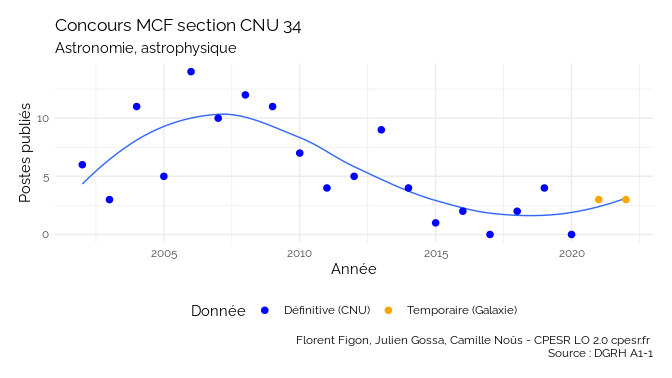 Concours MCF section CNU 34
Astronomie, astrophysique
Postes publiés
10
5
0
2005 2010 2015 2020
Année
Donnée Définitive (CNU) Temporaire (Galaxie)
Florent Figon, Julien Gossa, Camille Noûs - CPESR LO 2.0 cpesr.fr
Source : DGRH A1-1